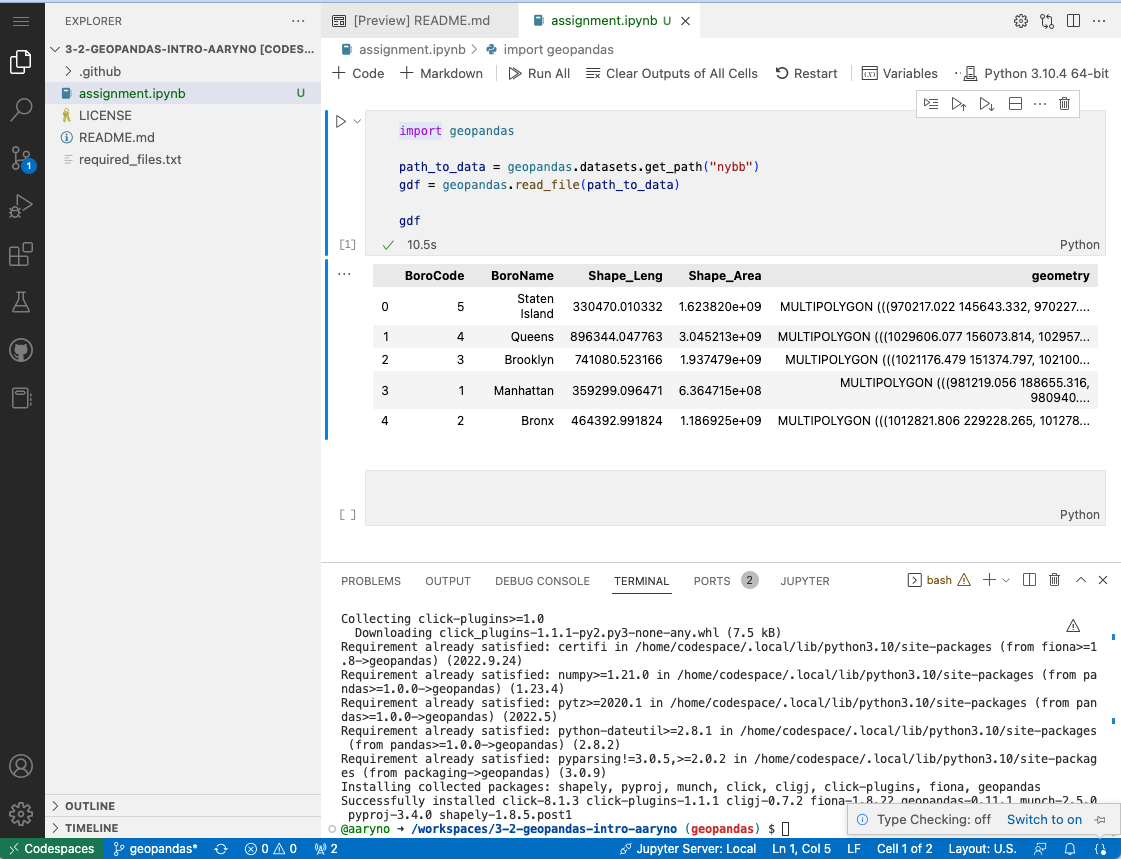 EXPLORER
[Preview] README.md
assignment.ipynb U
3-2-GEOPANDAS-INTRO-AARYNO [CODES...
assignment.ipynb
import geopandas
.github
Code
Markdown
Run All
Clear Outputs of All Cells
Restart
Variables
Python 3.10.4 64-bit
assignment.ipynb U
LICENSE
README.md
required_files.txt
import geopandas
path_to_data = geopandas.datasets.get_path("nybb")
gdf = geopandas.read_file(path_to_data)
gdf
[1]
10.5s
Python
BoroCode BoroName Shape_Leng Shape_Area geometry
0 5 Staten Island 330470.010332 1.623820e+09 MULTIPOLYGON (((970217.022 145643.332, 970227....
1 4 Queens 896344.047763 3.045213e+09 MULTIPOLYGON (((1029606.077 156073.814, 102957...
2 3 Brooklyn 741080.523166 1.937479e+09 MULTIPOLYGON (((1021176.479 151374.797, 102100...
3 1 Manhattan 359299.096471 6.364715e+08 MULTIPOLYGON (((981219.056 188655.316, 980940....
4 2 Bronx 464392.991824 1.186925e+09 MULTIPOLYGON (((1012821.806 229228.265, 101278...
[ ]
Python
PROBLEMS
OUTPUT
DEBUG CONSOLE
TERMINAL
PORTS 2
JUPYTER
bash
Collecting click-plugins>=1.0
Downloading click_plugins-1.1.1-py2.py3-none-any.whl (7.5 kB)
Requirement already satisfied: certifi in /home/codespace/.local/lib/python3.10/site-packages (from fiona>=1
.8->geopandas) (2022.9.24)
Requirement already satisfied: numpy>=1.21.0 in /home/codespace/.local/lib/python3.10/site-packages (from pa
ndas>=1.0.0->geopandas) (1.23.4)
Requirement already satisfied: pytz>=2020.1 in /home/codespace/.local/lib/python3.10/site-packages (from pan
das>=1.0.0->geopandas) (2022.5)
Requirement already satisfied: python-dateutil>=2.8.1 in /home/codespace/.local/lib/python3.10/site-packages
(from pandas>=1.0.0->geopandas) (2.8.2)
Requirement already satisfied: pyparsing!=3.0.5,>=2.0.2 in /home/codespace/.local/lib/python3.10/site-packag
es (from packaging->geopandas) (3.0.9)
Installing collected packages: shapely, pyproj, munch, click, cligj, click-plugins, fiona, geopandas
Successfully installed click-8.1.3 click-plugins-1.1.1 cligj-0.7.2 fiona-1.8.22 geopandas-0.11.1 munch-2.5.0
pyproj-3.4.0 shapely-1.8.5.post1
@aaryno ➜ /workspaces/3-2-geopandas-intro-aaryno (geopandas) $
Type Checking: off
Switch to on
OUTLINE
TIMELINE
1
Codespaces
geopandas*
0
0
2
Jupyter Server: Local
Ln 1, Col 5
LF
Cell 1 of 2
Layout: U.S.